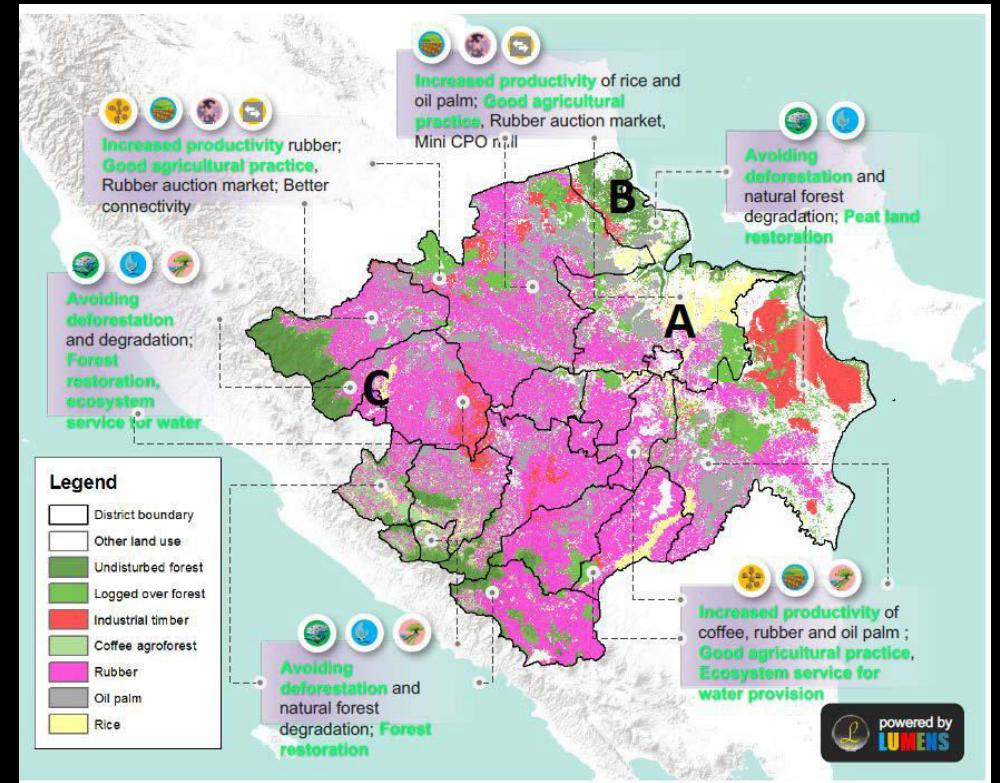 Increased productivity of rice and
oil palm; Good agricultural
practice, Rubber auction market,
Mini CPO mill
Increased productivity rubber;
Good agricultural practice,
Rubber auction market; Better
connectivity
Avoiding
deforestation and
natural forest
degradation; Peat land
restoration
B
Avoiding
deforestation
and degradation;
Forest
restoration,
ecosystem
service for water
A
C
Legend
District boundary
Other land use
Undisturbed forest
Logged over forest
Industrial timber
Coffee agroforest
Rubber
Oil palm
Rice
Increased productivity of
coffee, rubber and oil palm ;
Good agricultural practice,
Ecosystem service for
water provision
Avoiding
deforestation and
natural forest
degradation; Forest
restoration
L
powered by
LUMENS